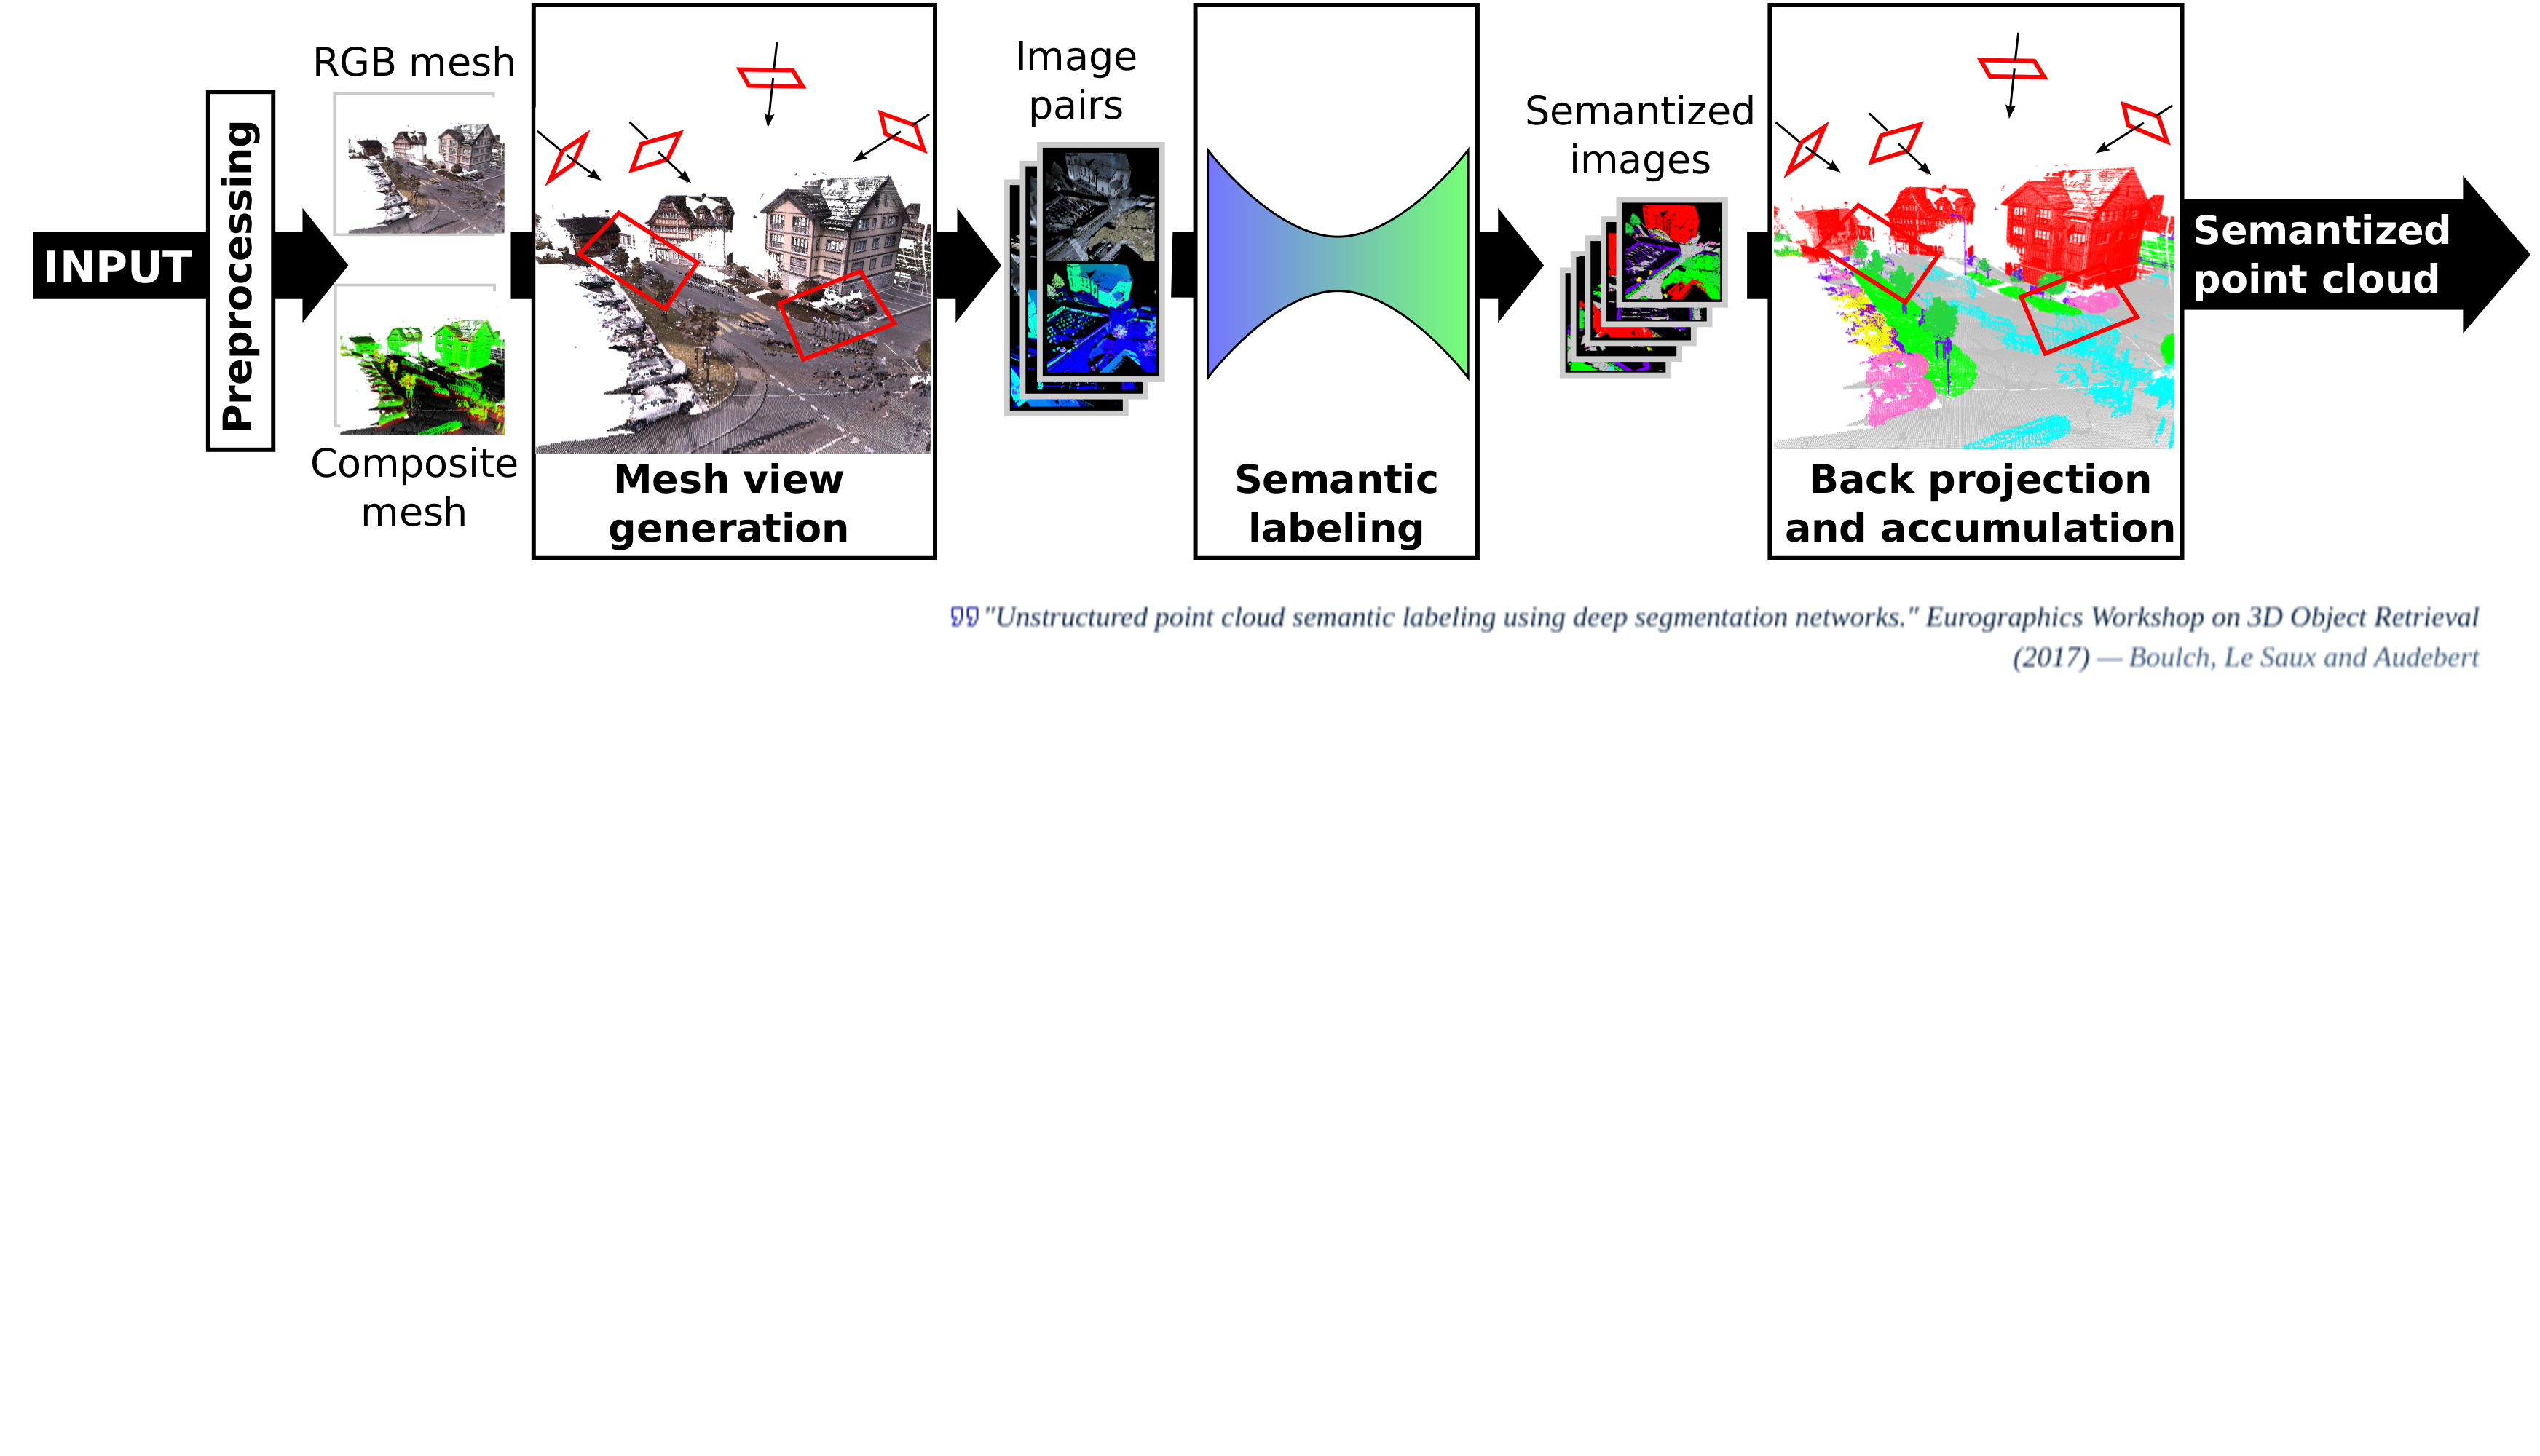 INPUT
Preprocessing
RGB mesh
Composite
mesh
Mesh view
generation
Image
pairs
Semantic
labeling
Semantized
images
Back projection
and accumulation
Semantized
point cloud
"Unstructured point cloud semantic labeling using deep segmentation networks." Eurographics Workshop on 3D Object Retrieval
(2017) — Boulch, Le Saux and Audebert